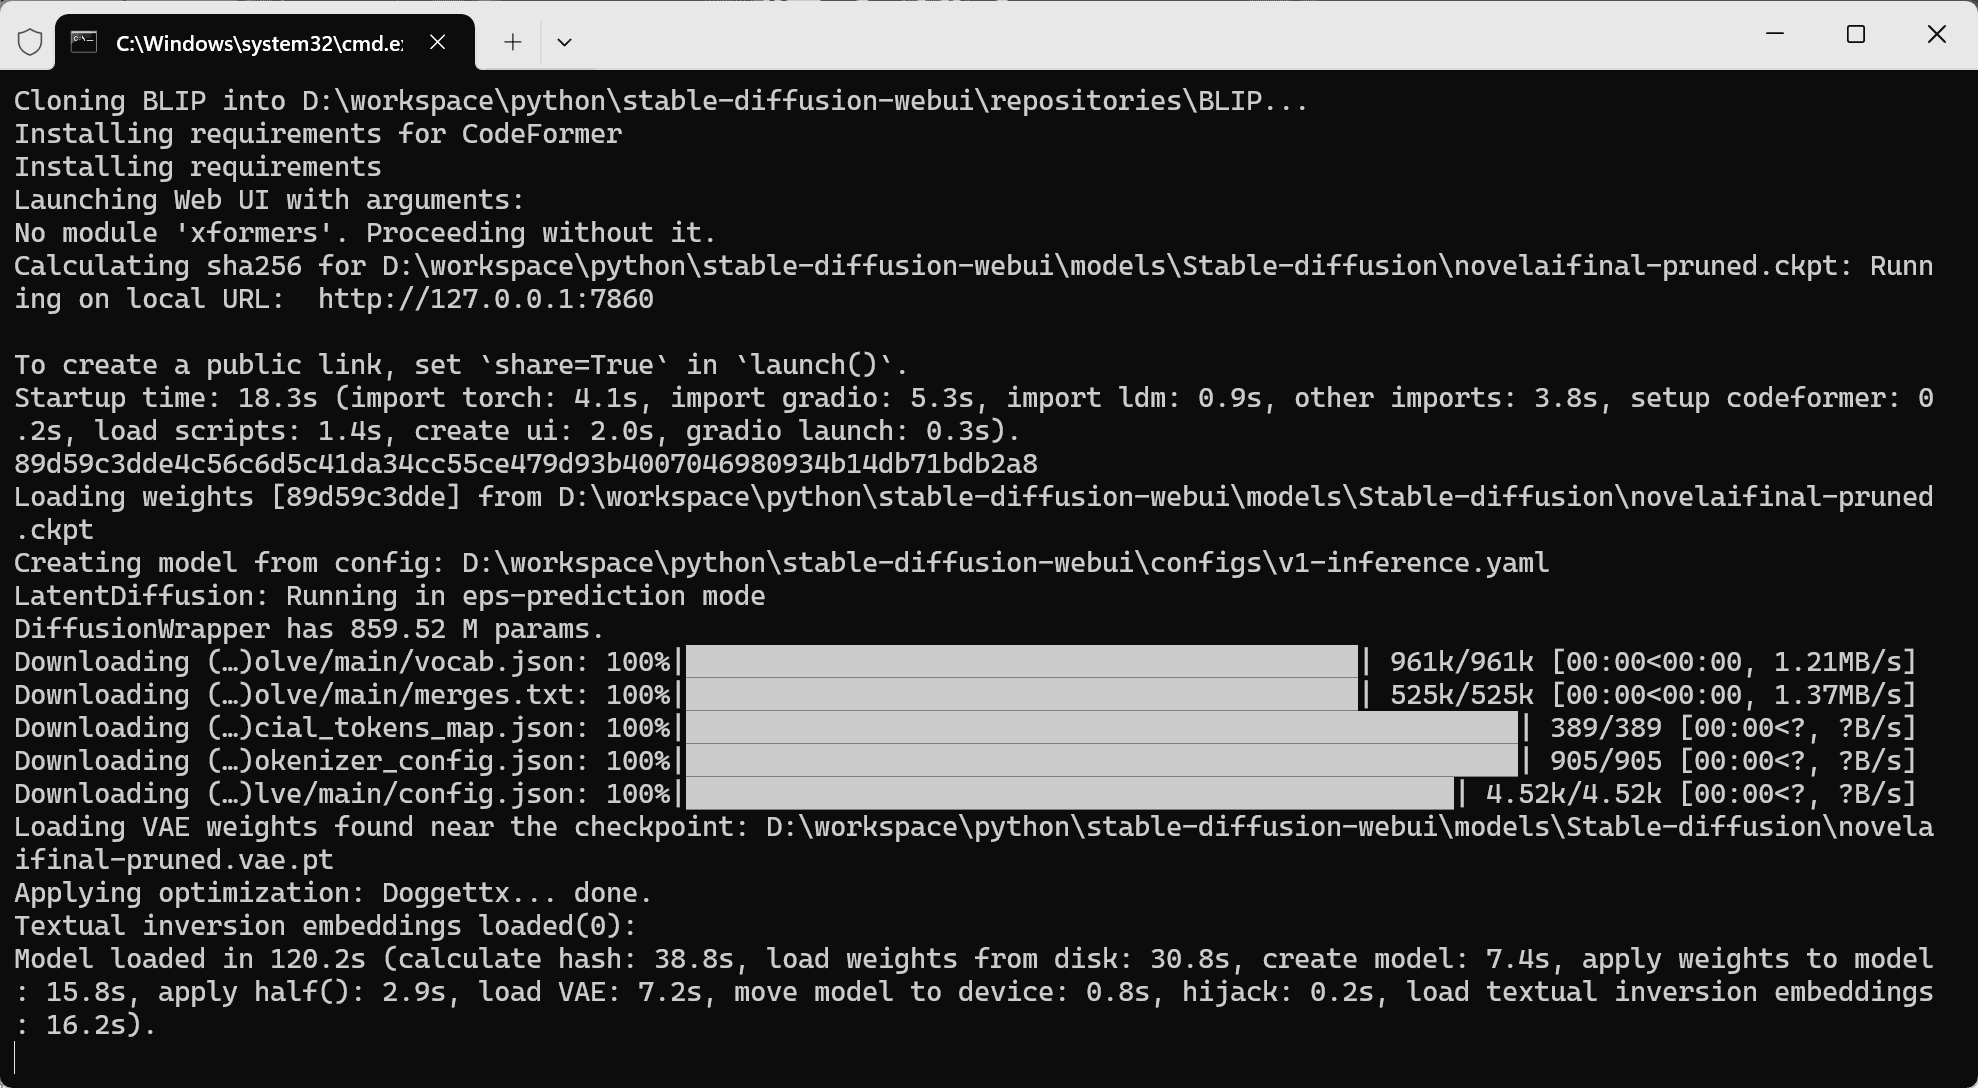 C:\Windows\system32\cmd.e
Cloning BLIP into D:\workspace\python\stable-diffusion-webui\repositories\BLIP...
Installing requirements for CodeFormer
Installing requirements
Launching Web UI with arguments:
No module 'xformers'. Proceeding without it.
Calculating sha256 for D:\workspace\python\stable-diffusion-webui\models\Stable-diffusion\novelaifinal-pruned.ckpt: Runn
ing on local URL:  http://127.0.0.1:7860
To create a public link, set `share=True` in `launch()`.
Startup time: 18.3s (import torch: 4.1s, import gradio: 5.3s, import ldm: 0.9s, other imports: 3.8s, setup codeformer: 0
.2s, load scripts: 1.4s, create ui: 2.0s, gradio launch: 0.3s).
89d59c3dde4c56c6d5c41da34cc55ce479d93b4007046980934b14db71bdb2a8
Loading weights [89d59c3dde] from D:\workspace\python\stable-diffusion-webui\models\Stable-diffusion\novelaifinal-pruned
.ckpt
Creating model from config: D:\workspace\python\stable-diffusion-webui\configs\v1-inference.yaml
LatentDiffusion: Running in eps-prediction mode
DiffusionWrapper has 859.52 M params.
Downloading (…)olve/main/vocab.json: 100%| | 961k/961k [00:00<00:00, 1.21MB/s]
Downloading (…)olve/main/merges.txt: 100%| | 525k/525k [00:00<00:00, 1.37MB/s]
Downloading (…)cial_tokens_map.json: 100%| | 389/389 [00:00<?, ?B/s]
Downloading (…)okenizer_config.json: 100%| | 905/905 [00:00<?, ?B/s]
Downloading (…)lve/main/config.json: 100%| | 4.52k/4.52k [00:00<?, ?B/s]
Loading VAE weights found near the checkpoint: D:\workspace\python\stable-diffusion-webui\models\Stable-diffusion\novela
ifinal-pruned.vae.pt
Applying optimization: Doggettx... done.
Textual inversion embeddings loaded(0):
Model loaded in 120.2s (calculate hash: 38.8s, load weights from disk: 30.8s, create model: 7.4s, apply weights to model
: 15.8s, apply half(): 2.9s, load VAE: 7.2s, move model to device: 0.8s, hijack: 0.2s, load textual inversion embeddings
: 16.2s).